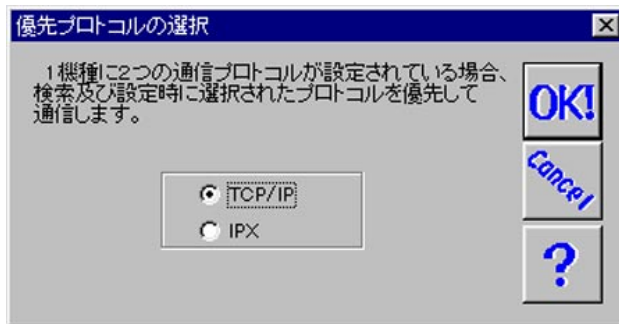 優先プロトコルの選択
1機種に2つの通信プロトコルが設定されている場合、
検索及び設定時に選択されたプロトコルを優先して
通信します。
OK!
Cancel
TCP/IP
IPX
?